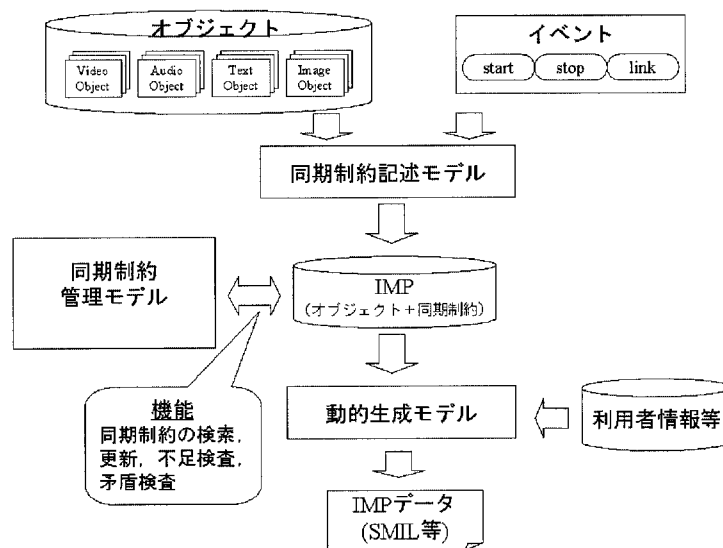 オブジェクト
Video
Object
Audio
Object
Text
Object
Image
Object
イベント
start
stop
link
同期制約記述モデル
同期制約
管理モデル
IMP
(オブジェクト+同期制約)
機能
同期制約の検索,
更新, 不足検査,
矛盾検査
動的生成モデル
利用者情報等
IMPデータ
(SMIL等)